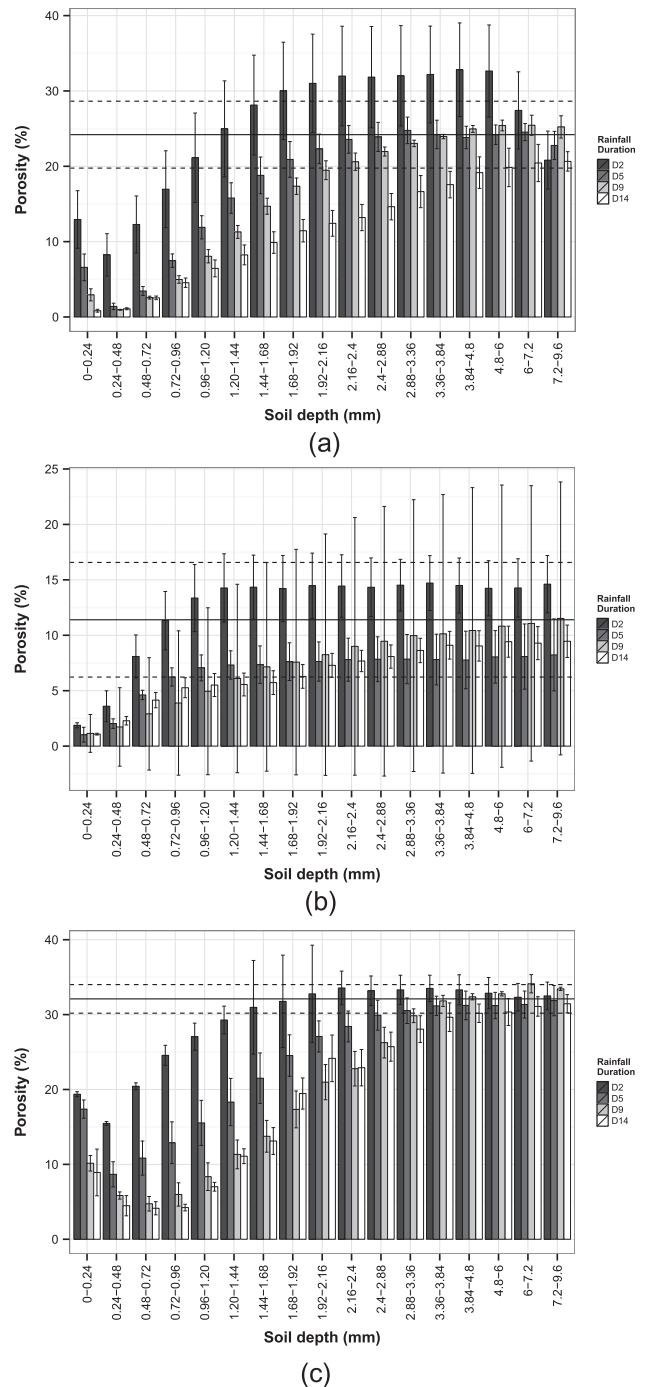 40
30
20
10
0
Porosity (%)
0−0.24
0.24−0.48
0.48−0.72
0.72−0.96
0.96−1.20
1.20−1.44
1.44−1.68
1.68−1.92
1.92−2.16
2.16−2.4
2.4−2.88
2.88−3.36
3.36−3.84
3.84−4.8
4.8−6
6−7.2
7.2−9.6
Soil depth (mm)
Rainfall
Duration
D2
D5
D9
D14
(a)
25
20
15
10
5
0
Porosity (%)
0−0.24
0.24−0.48
0.48−0.72
0.72−0.96
0.96−1.20
1.20−1.44
1.44−1.68
1.68−1.92
1.92−2.16
2.16−2.4
2.4−2.88
2.88−3.36
3.36−3.84
3.84−4.8
4.8−6
6−7.2
7.2−9.6
Soil depth (mm)
Rainfall
Duration
D2
D5
D9
D14
(b)
40
30
20
10
0
Porosity (%)
0−0.24
0.24−0.48
0.48−0.72
0.72−0.96
0.96−1.20
1.20−1.44
1.44−1.68
1.68−1.92
1.92−2.16
2.16−2.4
2.4−2.88
2.88−3.36
3.36−3.84
3.84−4.8
4.8−6
6−7.2
7.2−9.6
Soil depth (mm)
Rainfall
Duration
D2
D5
D9
D14
(c)